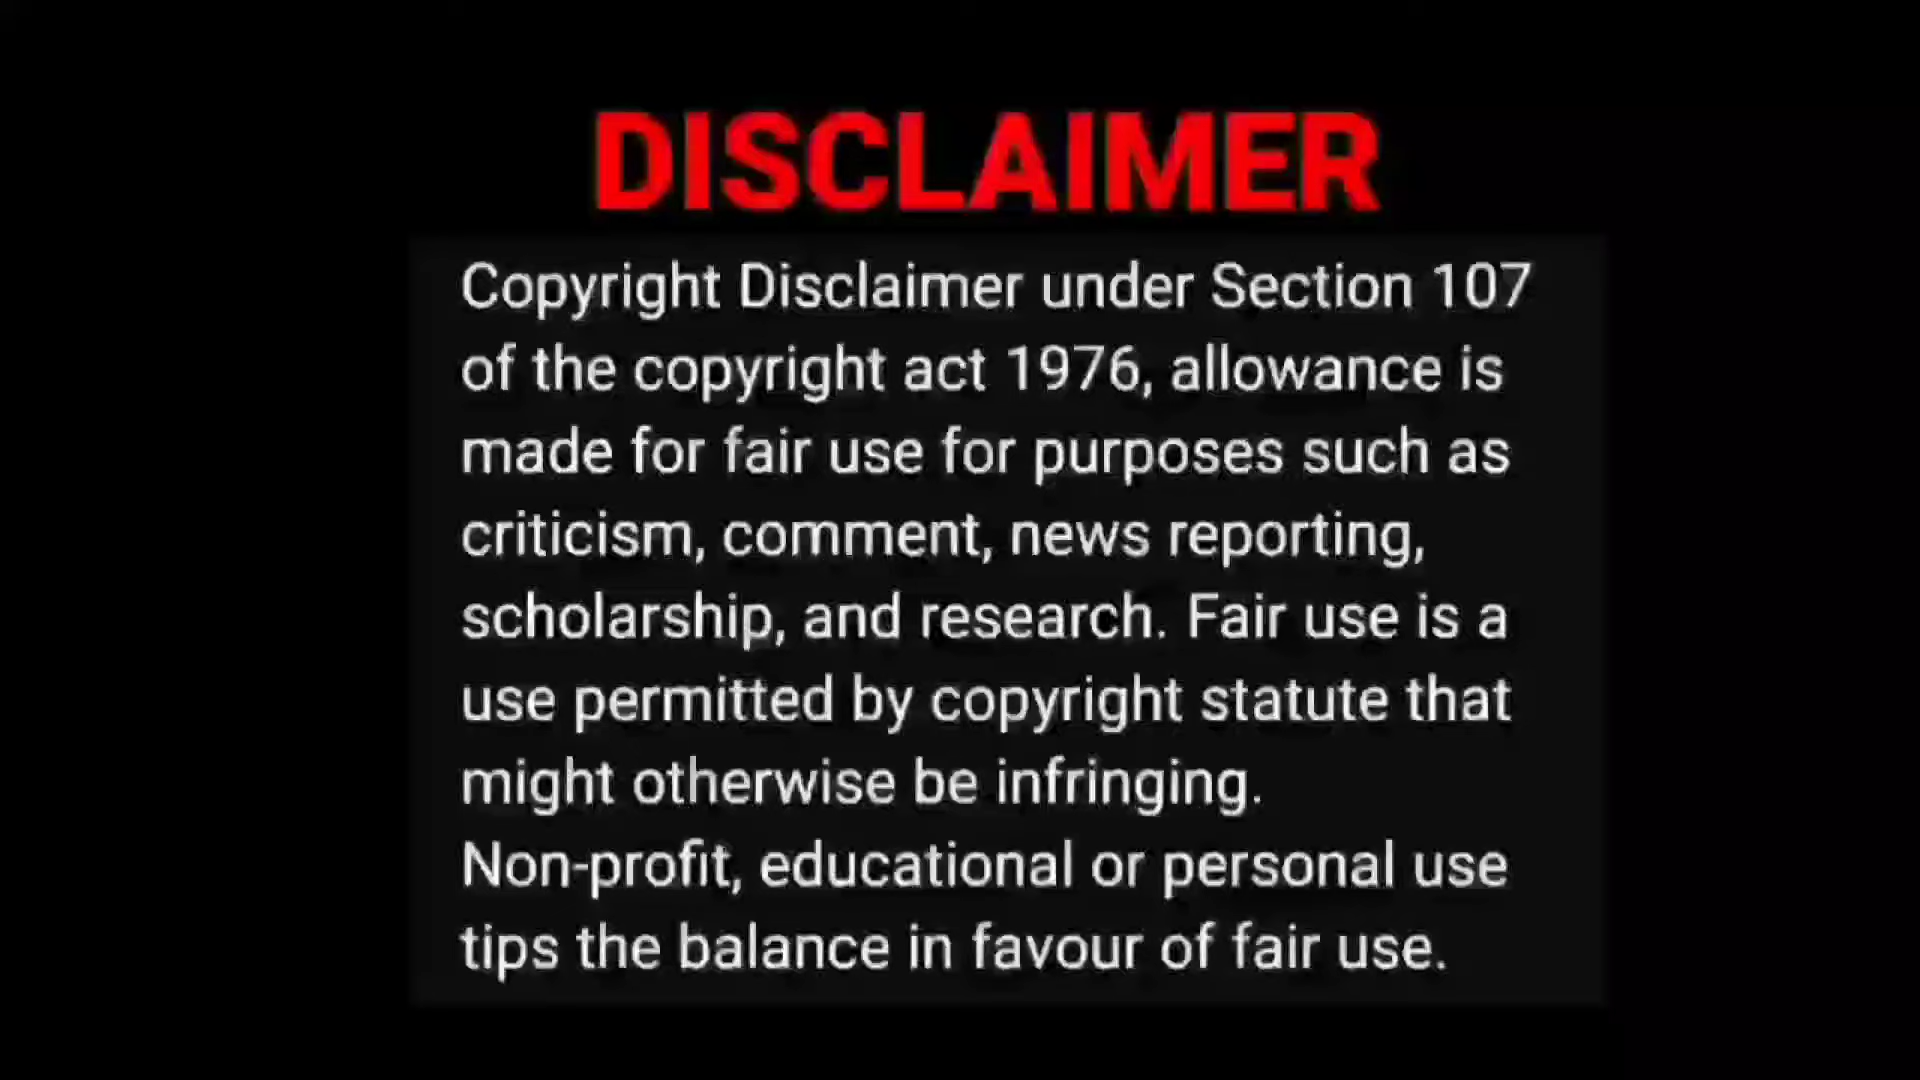 DISCLAIMER
Copyright Disclaimer under Section 107
of the copyright act 1976, allowance is
made for fair use for purposes such as
criticism, comment, news reporting,
scholarship, and research. Fair use is a
use permitted by copyright statute that
might otherwise be infringing.
Non-profit, educational or personal use
tips the balance in favour of fair use.